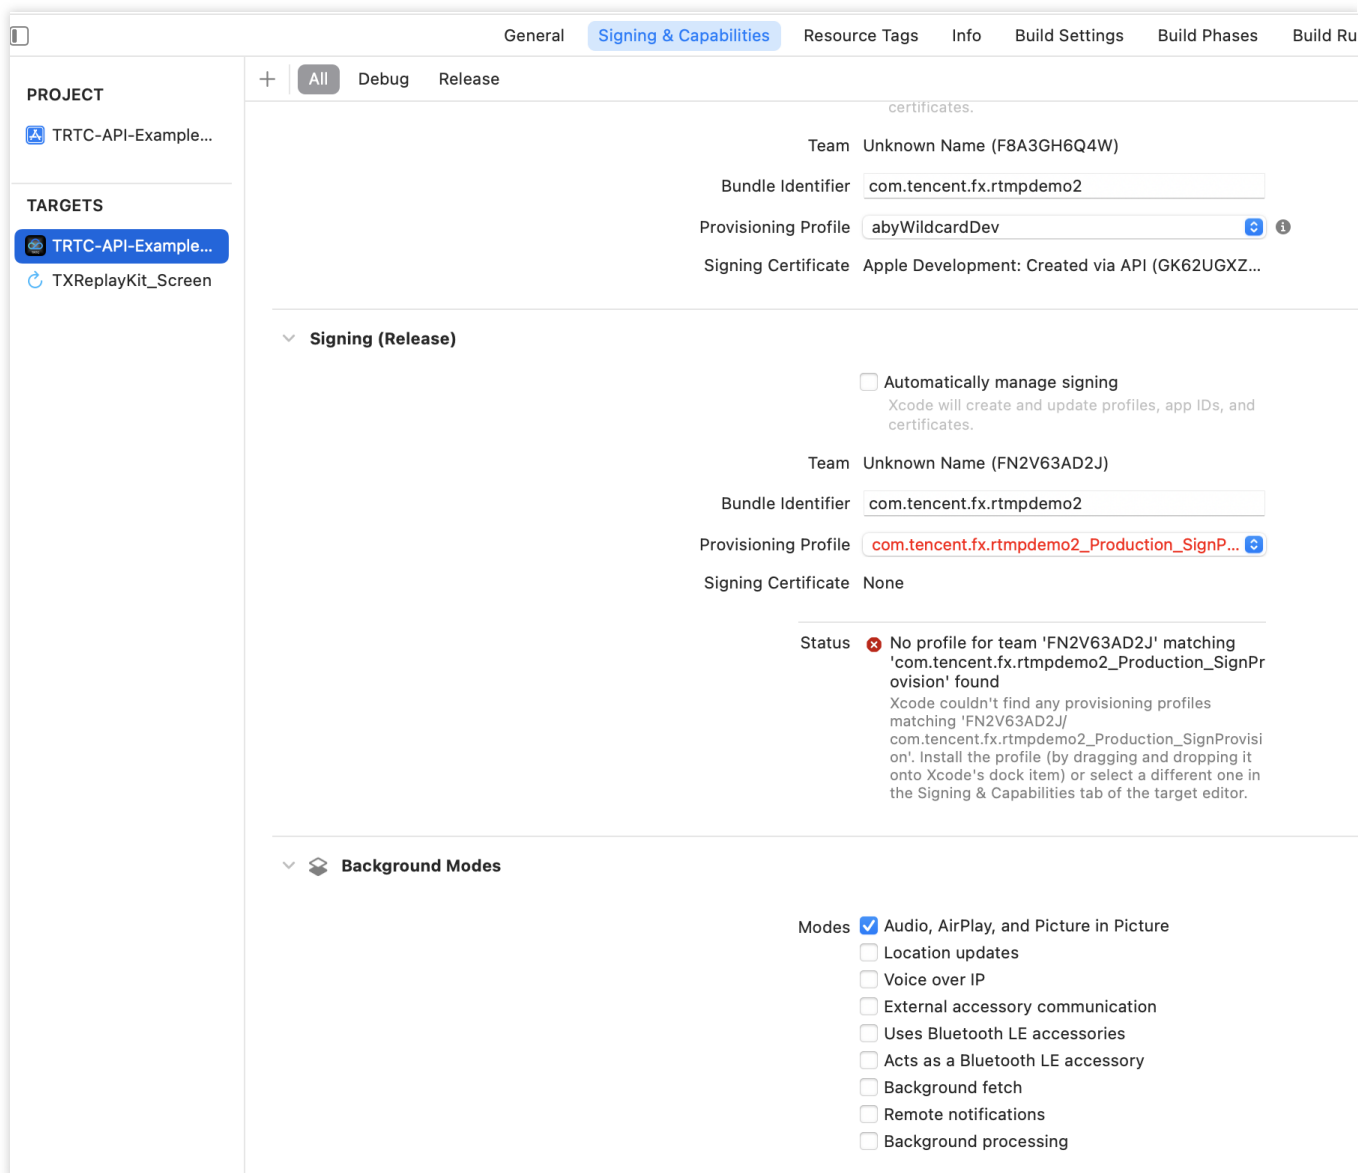 General Signing & Capabilities Resource Tags Info Build Settings Build Phases Build Ru
All Debug Release
PROJECT
TRTC-API-Example...
TARGETS
TRTC-API-Example...
TXReplayKit_Screen
certificates.
Team Unknown Name (F8A3GH6Q4W)
Bundle Identifier com.tencent.fx.rtmpdemo2
Provisioning Profile abyWildcardDev
Signing Certificate Apple Development: Created via API (GK62UGXZ...
Signing (Release)
Automatically manage signing
Xcode will create and update profiles, app IDs, and
certificates.
Team Unknown Name (FN2V63AD2J)
Bundle Identifier com.tencent.fx.rtmpdemo2
Provisioning Profile com.tencent.fx.rtmpdemo2_Production_SignP...
Signing Certificate None
Status No profile for team 'FN2V63AD2J' matching
'com.tencent.fx.rtmpdemo2_Production_SignPr
ovision' found
Xcode couldn't find any provisioning profiles
matching 'FN2V63AD2J/
com.tencent.fx.rtmpdemo2_Production_SignProvisi
on'. Install the profile (by dragging and dropping it
onto Xcode's dock item) or select a different one in
the Signing & Capabilities tab of the target editor.
Background Modes
Modes Audio, AirPlay, and Picture in Picture
Location updates
Voice over IP
External accessory communication
Uses Bluetooth LE accessories
Acts as a Bluetooth LE accessory
Background fetch
Remote notifications
Background processing